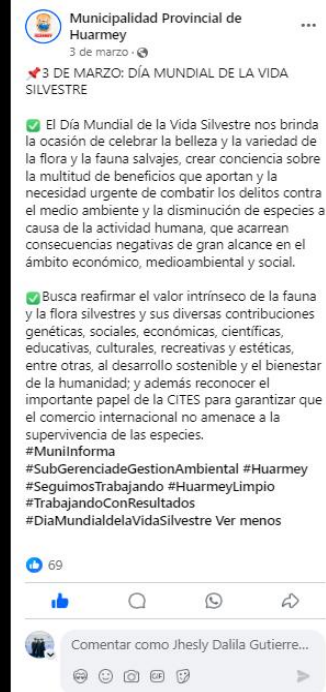 Municipalidad Provincial de
Huarmey
3 de marzo ·
3 DE MARZO: DÍA MUNDIAL DE LA VIDA
SILVESTRE
El Día Mundial de la Vida Silvestre nos brinda
la ocasión de celebrar la belleza y la variedad de
la flora y la fauna salvajes, crear conciencia sobre
la multitud de beneficios que aportan y la
necesidad urgente de combatir los delitos contra
el medio ambiente y la disminución de especies a
causa de la actividad humana, que acarrean
consecuencias negativas de gran alcance en el
ámbito económico, medioambiental y social.
Busca reafirmar el valor intrínseco de la fauna
y la flora silvestres y sus diversas contribuciones
genéticas, sociales, económicas, científicas,
educativas, culturales, recreativas y estéticas,
entre otras, al desarrollo sostenible y el bienestar
de la humanidad; y además reconocer el
importante papel de la CITES para garantizar que
el comercio internacional no amenace a la
supervivencia de las especies.
#MuniInforma
#SubGerenciadeGestionAmbiental #Huarmey
#SeguimosTrabajando #HuarmeyLimpio
#TrabajandoConResultados
#DiaMundialdelaVidaSilvestre Ver menos
69
Comentar como Jhesly Dalila Gutierre...
GIF